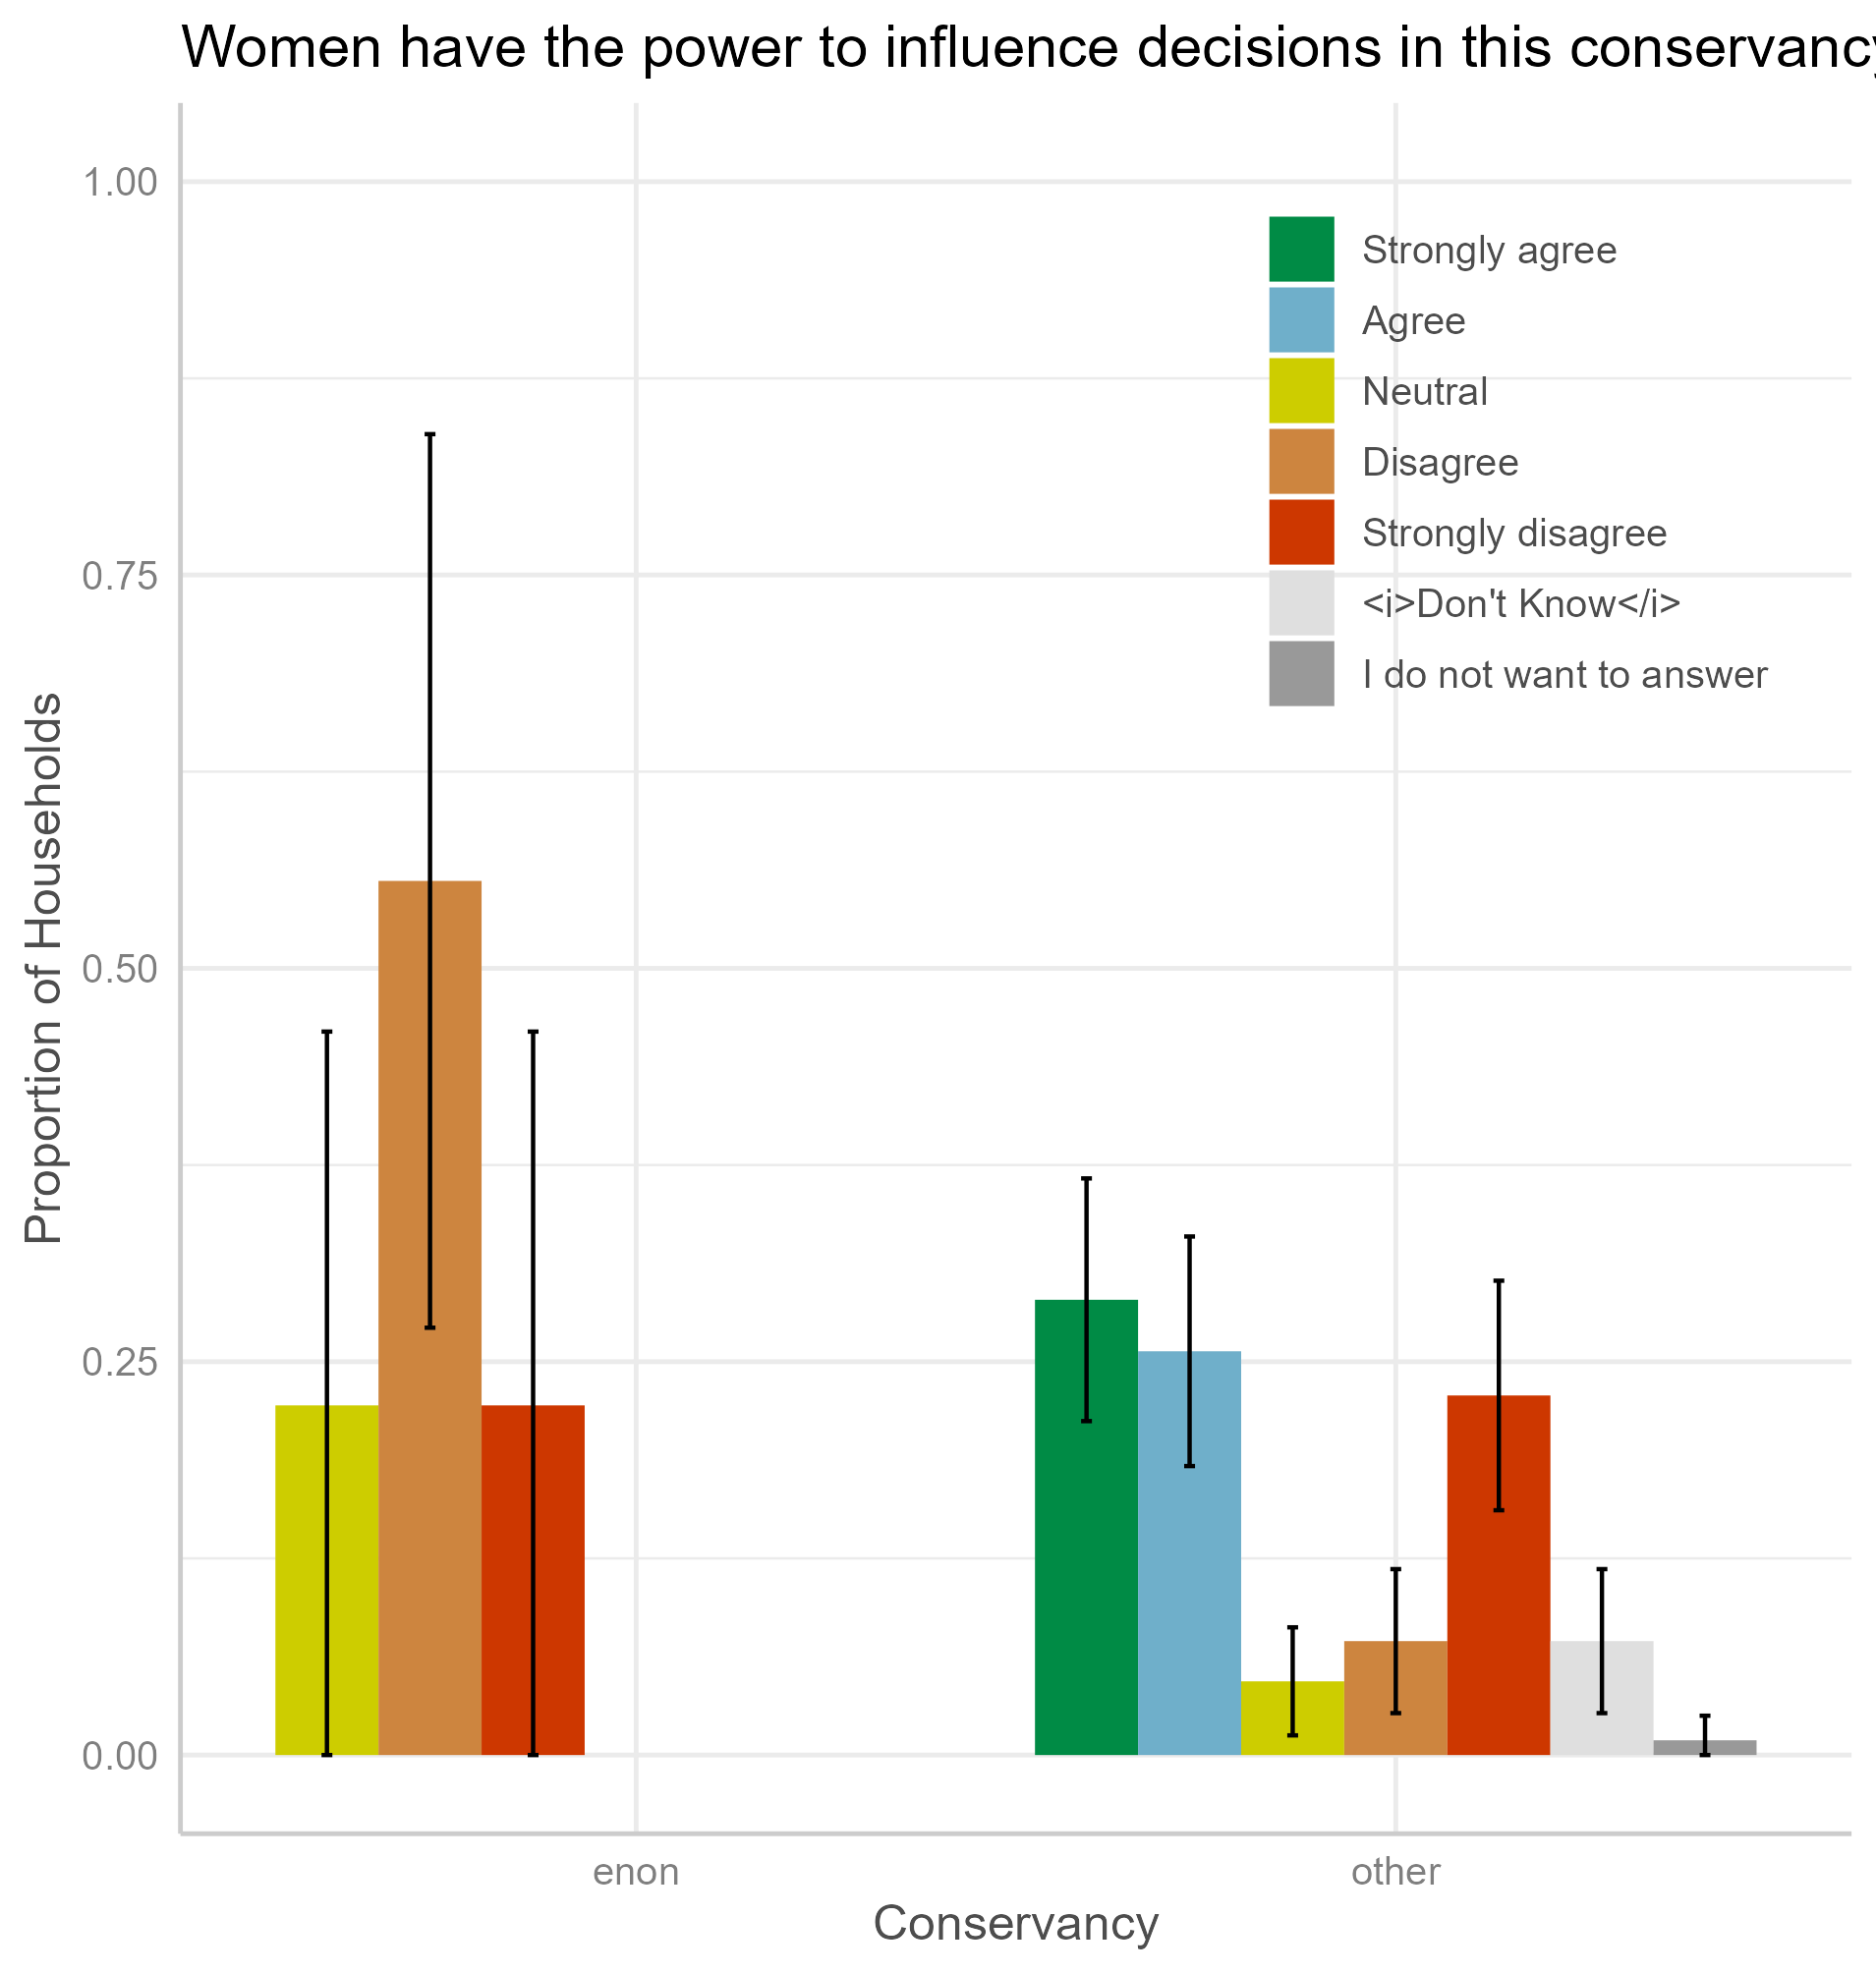 Women have the power to influence decisions in this conservancy
1.00
0.75
0.50
0.25
0.00
Proportion of Households
Strongly agree
Agree
Neutral
Disagree
Strongly disagree
<i>Don't Know</i>
I do not want to answer
enon
other
Conservancy